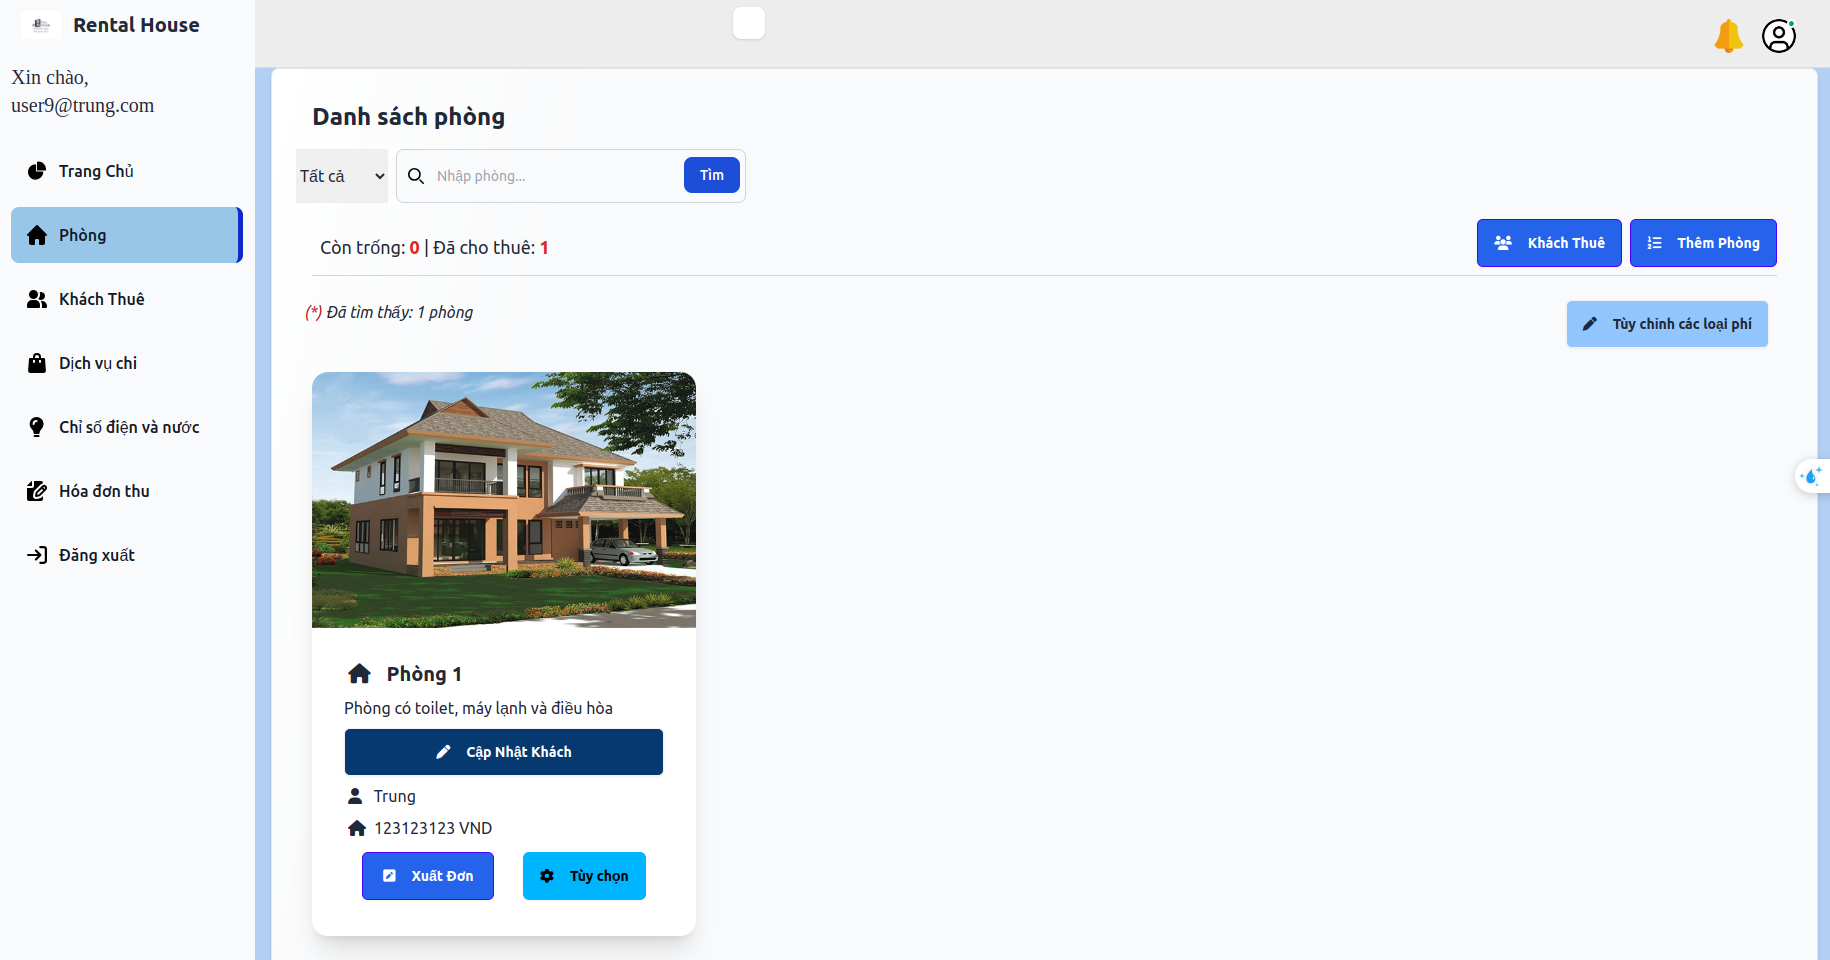 Rental House
Xin chào,
user9@trung.com
Trang Chủ
Phòng
Khách Thuê
Dịch vụ chi
Chỉ số điện và nước
Hóa đơn thu
Đăng xuất
Danh sách phòng
Tất cả
Nhập phòng...
Tìm
Còn trống: 0 | Đã cho thuê: 1
Khách Thuê
Thêm Phòng
(*) Đã tìm thấy: 1 phòng
Tùy chỉnh các loại phí
Phòng 1
Phòng có toilet, máy lạnh và điều hòa
Cập Nhật Khách
Trung
123123123 VND
Xuất Đơn
Tùy chọn